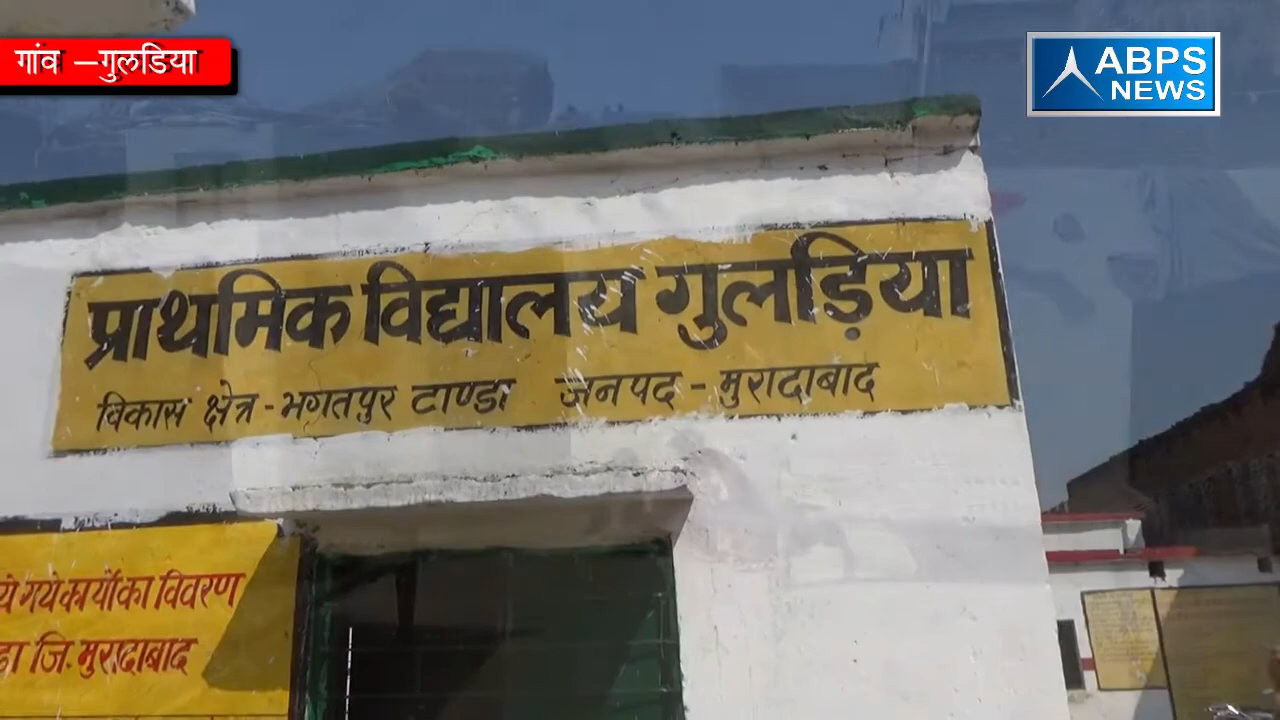 गांव –गुलडिया
ABPS
NEWS
प्राथमिक विद्यालय गुलड़िया
विकास क्षेत्र - भगतपुर टाण्डा जनपद - मुरादाबाद
ये गये कार्यो का विवरण
जि. मुरादाबाद